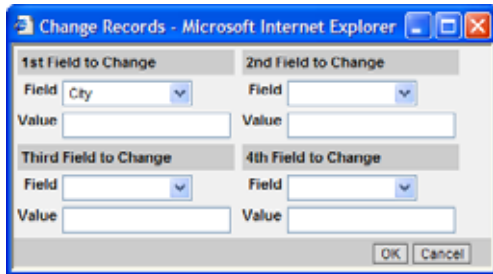 Change Records - Microsoft Internet Explorer
1st Field to Change 2nd Field to Change
Field City Field
Value Value
Third Field to Change 4th Field to Change
Field Field
Value Value
OK Cancel